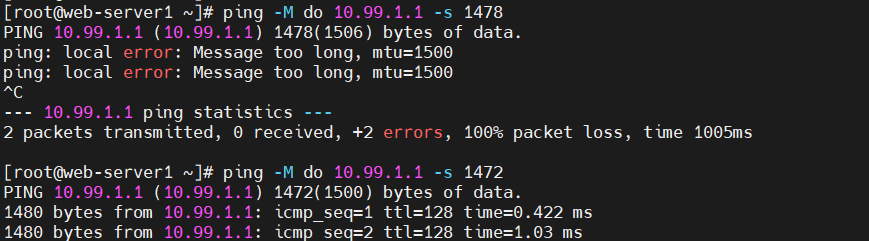 [root@web-server1 ~]# ping -M do 10.99.1.1 -s 1478
PING 10.99.1.1 (10.99.1.1) 1478(1506) bytes of data.
ping: local error: Message too long, mtu=1500
ping: local error: Message too long, mtu=1500
^C
--- 10.99.1.1 ping statistics ---
2 packets transmitted, 0 received, +2 errors, 100% packet loss, time 1005ms
[root@web-server1 ~]# ping -M do 10.99.1.1 -s 1472
PING 10.99.1.1 (10.99.1.1) 1472(1500) bytes of data.
1480 bytes from 10.99.1.1: icmp_seq=1 ttl=128 time=0.422 ms
1480 bytes from 10.99.1.1: icmp_seq=2 ttl=128 time=1.03 ms